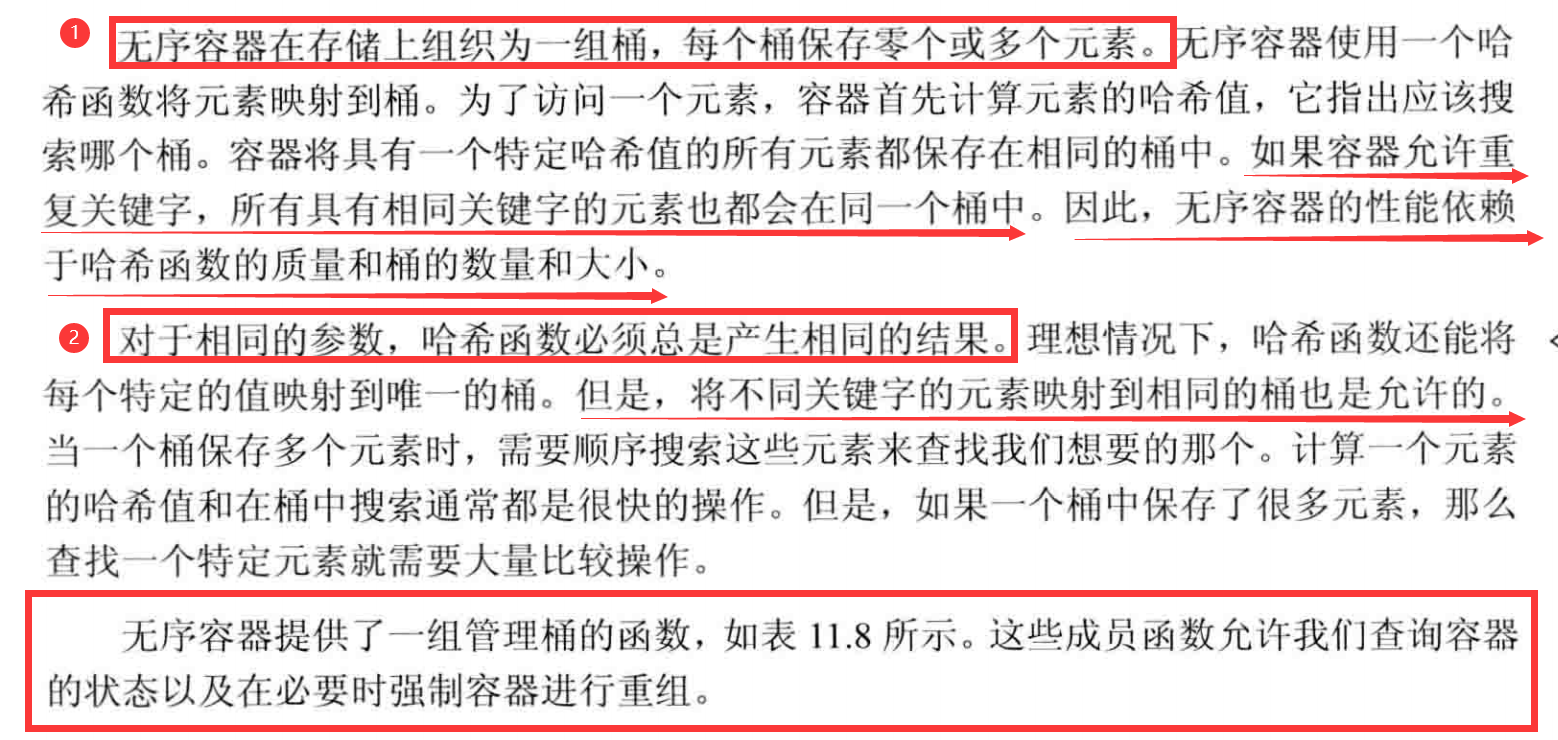 1 无序容器在存储上组织为一组桶，每个桶保存零个或多个元素。无序容器使用一个哈
希函数将元素映射到桶。为了访问一个元素，容器首先计算元素的哈希值，它指出应该搜
索哪个桶。容器将具有一个特定哈希值的所有元素都保存在相同的桶中。如果容器允许重
复关键字，所有具有相同关键字的元素也都会在同一个桶中。因此，无序容器的性能依赖
于哈希函数的质量和桶的数量和大小。
2 对于相同的参数，哈希函数必须总是产生相同的结果。理想情况下，哈希函数还能将
每个特定的值映射到唯一的桶。但是，将不同关键字的元素映射到相同的桶也是允许的。
当一个桶保存多个元素时，需要顺序搜索这些元素来查找我们想要的那个。计算一个元素
的哈希值和在桶中搜索通常都是很快的操作。但是，如果一个桶中保存了很多元素，那么
查找一个特定元素就需要大量比较操作。
无序容器提供了一组管理桶的函数，如表 11.8 所示。这些成员函数允许我们查询容器
的状态以及在必要时强制容器进行重组。